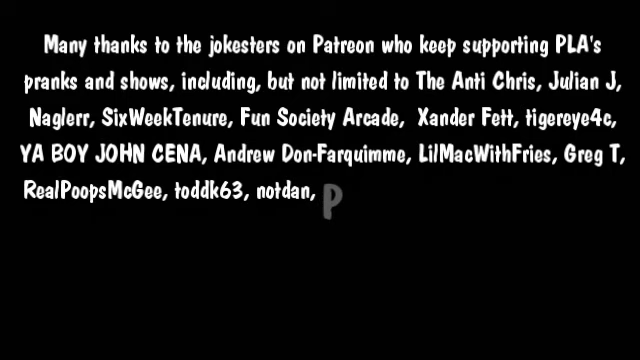 Many thanks to the jokesters on Patreon who keep supporting PLA's
pranks and shows, including, but not limited to The Anti Chris, Julian J,
Naglerr, SixWeekTenure, Fun Society Arcade, Xander Fett, tigereye4c,
YA BOY JOHN CENA, Andrew Don-Farquimme, LilMacWithFries, Greg T,
RealPoopsMcGee, toddk63, notdan, P